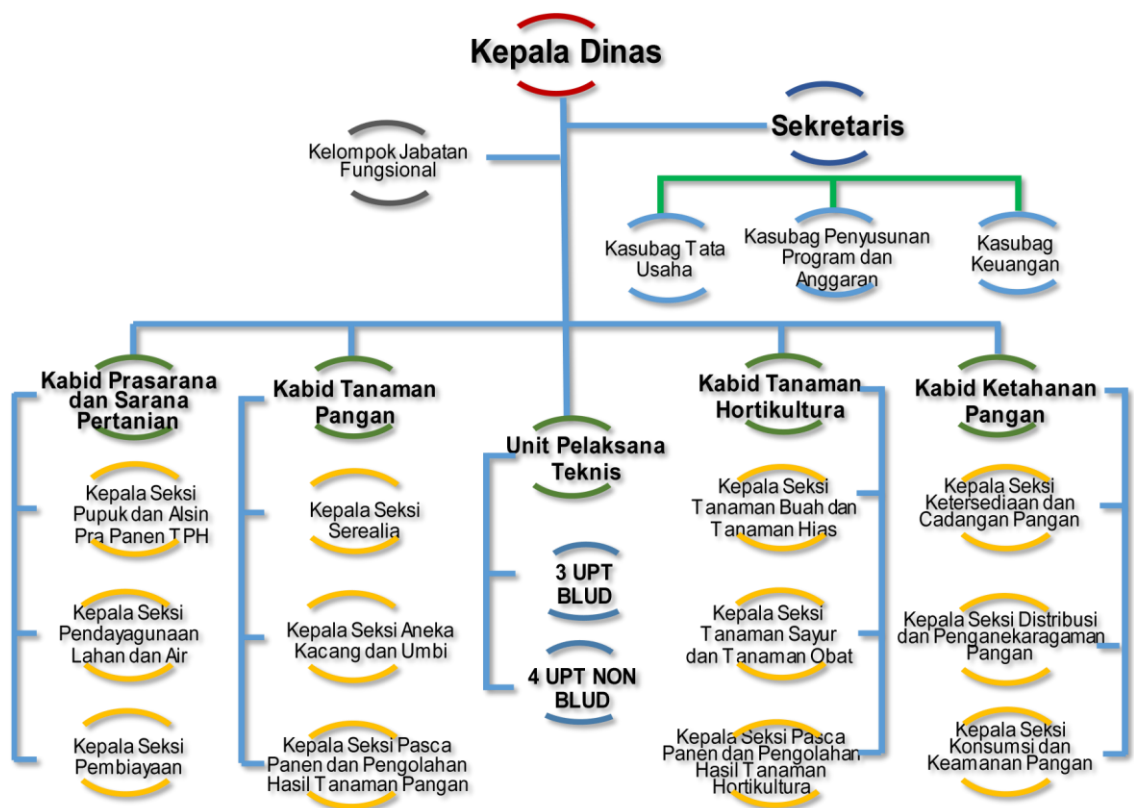 Kepala Dinas
Sekretaris
Kelompok Jabatan
Fungsional
Kasubag Tata
Usaha
Kasubag Penyusunan
Program dan
Anggaran
Kasubag
Keuangan
Kabid Prasarana
dan Sarana
Pertanian
Kabid Tanaman
Pangan
Unit Pelaksana
Teknis
Kabid Tanaman
Hortikultura
Kabid Ketahanan
Pangan
Kepala Seksi
Pupuk dan Alsin
Pra Panen TPH
Kepala Seksi
Serealia
3 UPT
BLUD
Kepala Seksi
Tanaman Buah dan
Tanaman Hias
Kepala Seksi
Ketersediaan dan
Cadangan Pangan
Kepala Seksi
Pendayagunaan
Lahan dan Air
Kepala Seksi Aneka
Kacang dan Umbi
4 UPT NON
BLUD
Kepala Seksi
Tanaman Sayur
dan Tanaman Obat
Kepala Seksi Distribusi
dan Penganekaragaman
Pangan
Kepala Seksi
Pembiayaan
Kepala Seksi Pasca
Panen dan Pengolahan
Hasil Tanaman Pangan
Kepala Seksi Pasca
Panen dan Pengolahan
Hasil Tanaman
Hortikultura
Kepala Seksi
Konsumsi dan
Keamanan Pangan